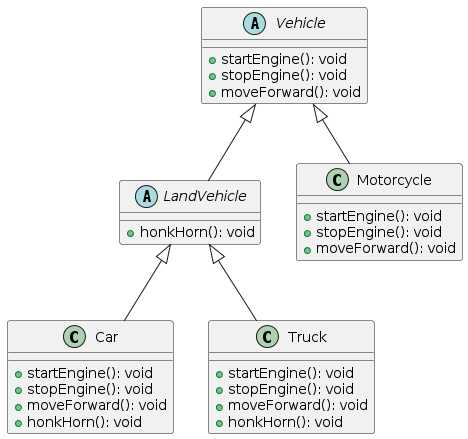 A Vehicle
startEngine(): void
stopEngine(): void
moveForward(): void
A LandVehicle
honkHorn(): void
C Motorcycle
startEngine(): void
stopEngine(): void
moveForward(): void
C Car
startEngine(): void
stopEngine(): void
moveForward(): void
honkHorn(): void
C Truck
startEngine(): void
stopEngine(): void
moveForward(): void
honkHorn(): void